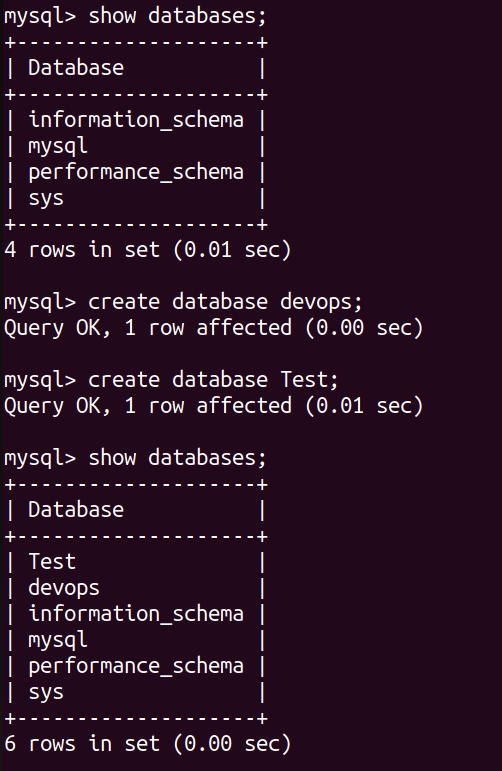 mysql> show databases;
+--------------------+
| Database           |
+--------------------+
| information_schema |
| mysql              |
| performance_schema |
| sys                |
+--------------------+
4 rows in set (0.01 sec)

mysql> create database devops;
Query OK, 1 row affected (0.00 sec)

mysql> create database Test;
Query OK, 1 row affected (0.01 sec)

mysql> show databases;
+--------------------+
| Database           |
+--------------------+
| Test               |
| devops             |
| information_schema |
| mysql              |
| performance_schema |
| sys                |
+--------------------+
6 rows in set (0.00 sec)